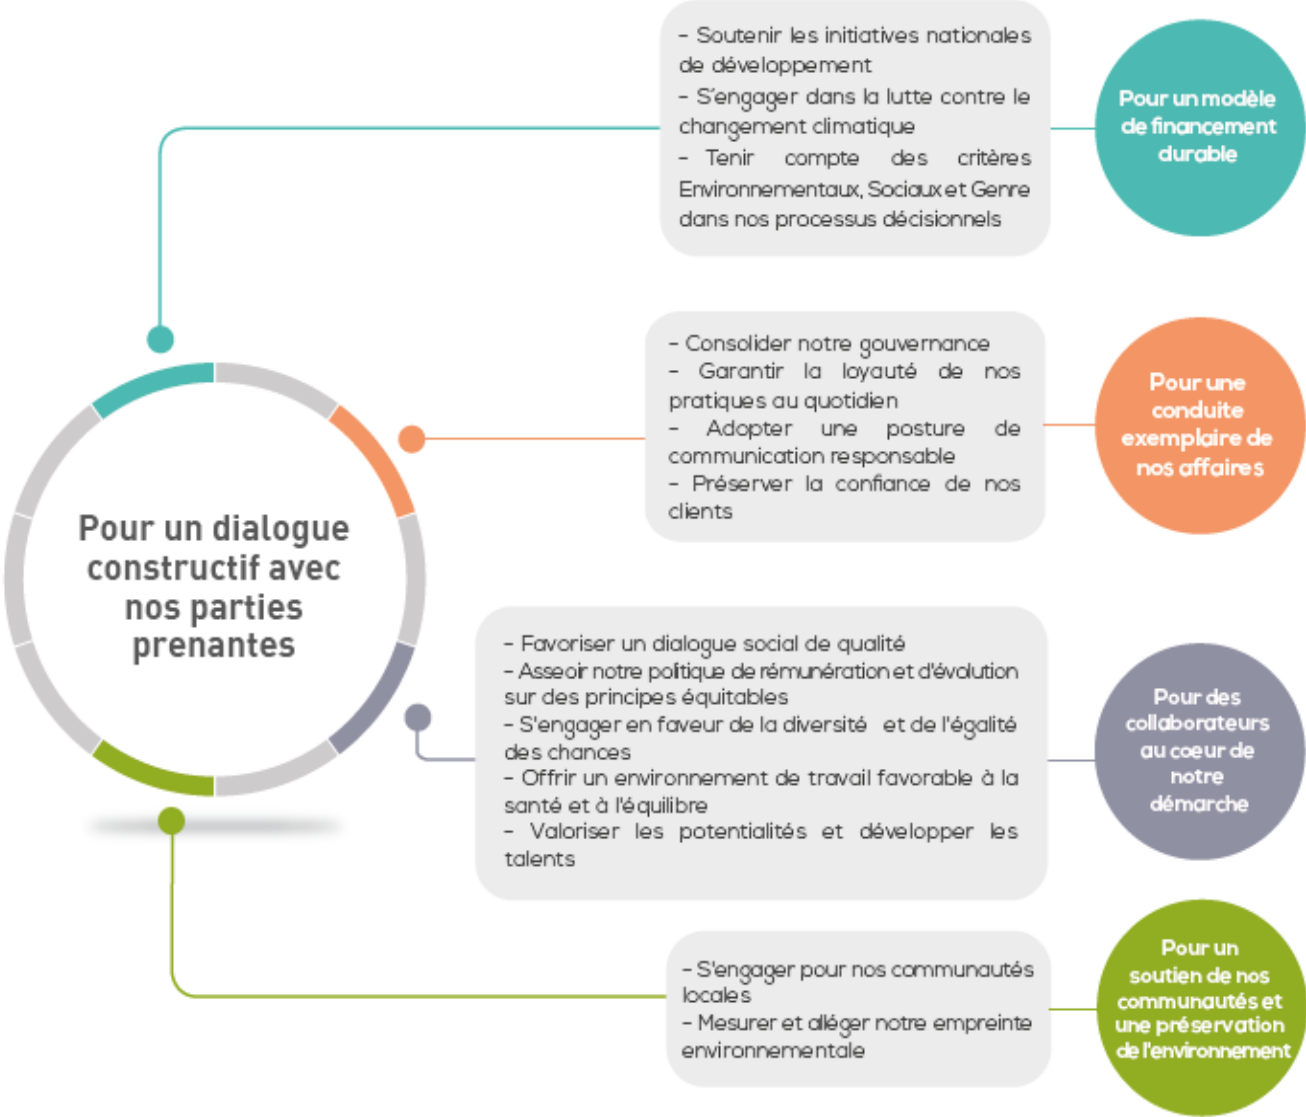 - Soutenir les initiatives nationales
de développement
- S'engager dans la lutte contre le
changement climatique
- Tenir compte des critères
Environnementaux, Sociaux et Genre
dans nos processus décisionnels
Pour un modèle
de financement
durable
- Consolider notre gouvernance
- Garantir la loyauté de nos
pratiques au quotidien
- Adopter une posture de
communication responsable
- Préserver la confiance de nos
clients
Pour une
conduite
exemplaire de
nos affaires
Pour un dialogue
constructif avec
nos parties
prenantes
- Favoriser un dialogue social de qualité
- Asseoir notre politique de rémunération et d'évolution
sur des principes équitables
- S'engager en faveur de la diversité et de l'égalité
des chances
- Offrir un environnement de travail favorable à la
santé et à l'équilibre
- Valoriser les potentialités et développer les
talents
Pour des
collaborateurs
au coeur de
notre
démarche
- S'engager pour nos communautés
locales
- Mesurer et alléger notre empreinte
environnementale
Pour un
soutien de nos
communautés et
une préservation
de l'environnement